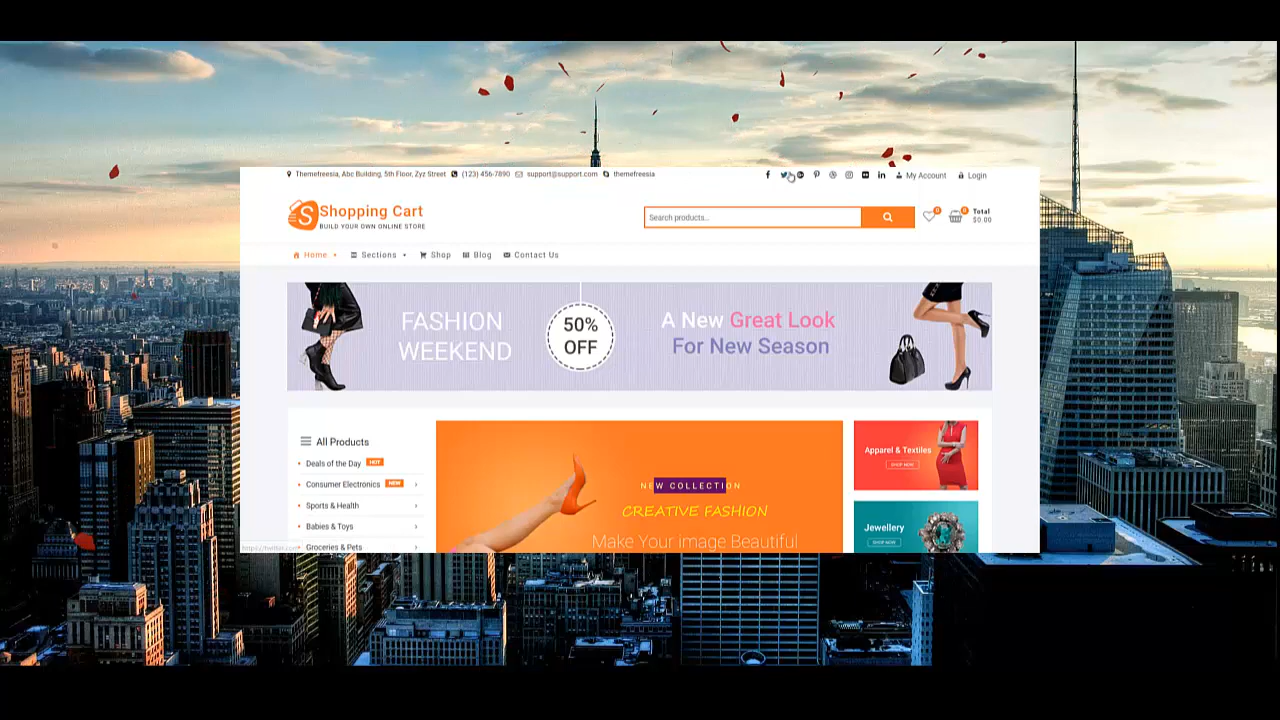 Themefreesia, Abc Building, 5th Floor, Zyz Street (123) 456-7890 support@support.com themefreesia
My Account Login
Shopping Cart
BUILD YOUR OWN ONLINE STORE
Search products...
0
0
Total
$0.00
Home Sections Shop Blog Contact Us
FASHION
WEEKEND
50%
OFF
A New Great Look
For New Season
All Products
Deals of the Day HOT
Consumer Electronics NEW
Sports & Health
Babies & Toys
Groceries & Pets
NEW COLLECTION
CREATIVE FASHION
Make Your image Beautiful
Apparel & Textiles
SHOP NOW
Jewellery
SHOP NOW